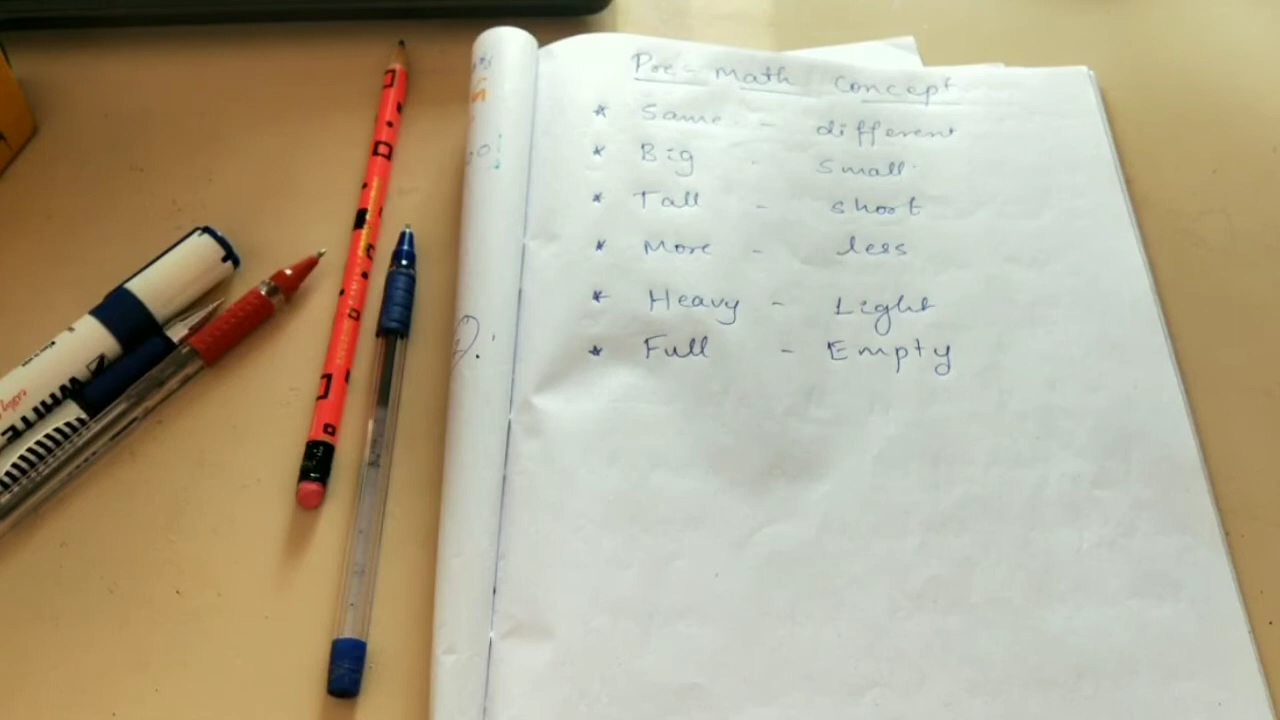 Pre - math concept
* Same - different
* Big - Small
* Tall - short
* More - less
* Heavy - Light
* Full - Empty
WHITE